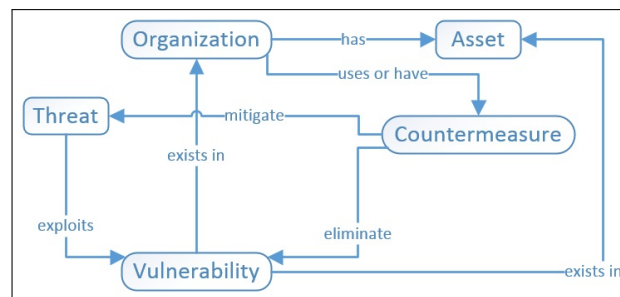 Organization
has
Asset
uses or have
Threat
mitigate
Countermeasure
exists in
exploits
eliminate
Vulnerability
exists in